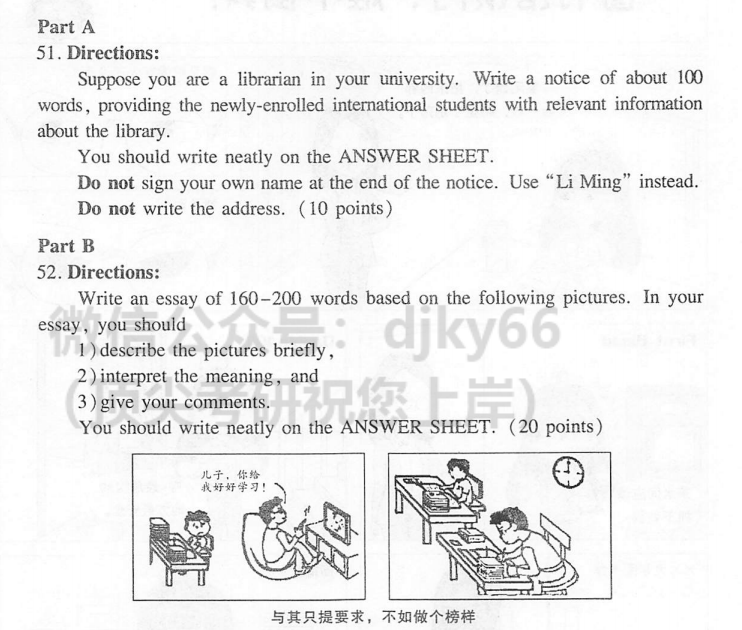 Part A
51. Directions:
Suppose you are a librarian in your university. Write a notice of about 100
words, providing the newly-enrolled international students with relevant information
about the library.
You should write neatly on the ANSWER SHEET.
Do not sign your own name at the end of the notice. Use “Li Ming” instead.
Do not write the address. (10 points)
Part B
52. Directions:
Write an essay of 160–200 words based on the following pictures. In your
essay, you should
微信公众号：djky66
1) describe the pictures briefly,
2) interpret the meaning, and
3) give your comments.
（顶尖考研祝您上岸）
You should write neatly on the ANSWER SHEET. (20 points)
儿子，你给
我好好学习！
与其只提要求，不如做个榜样